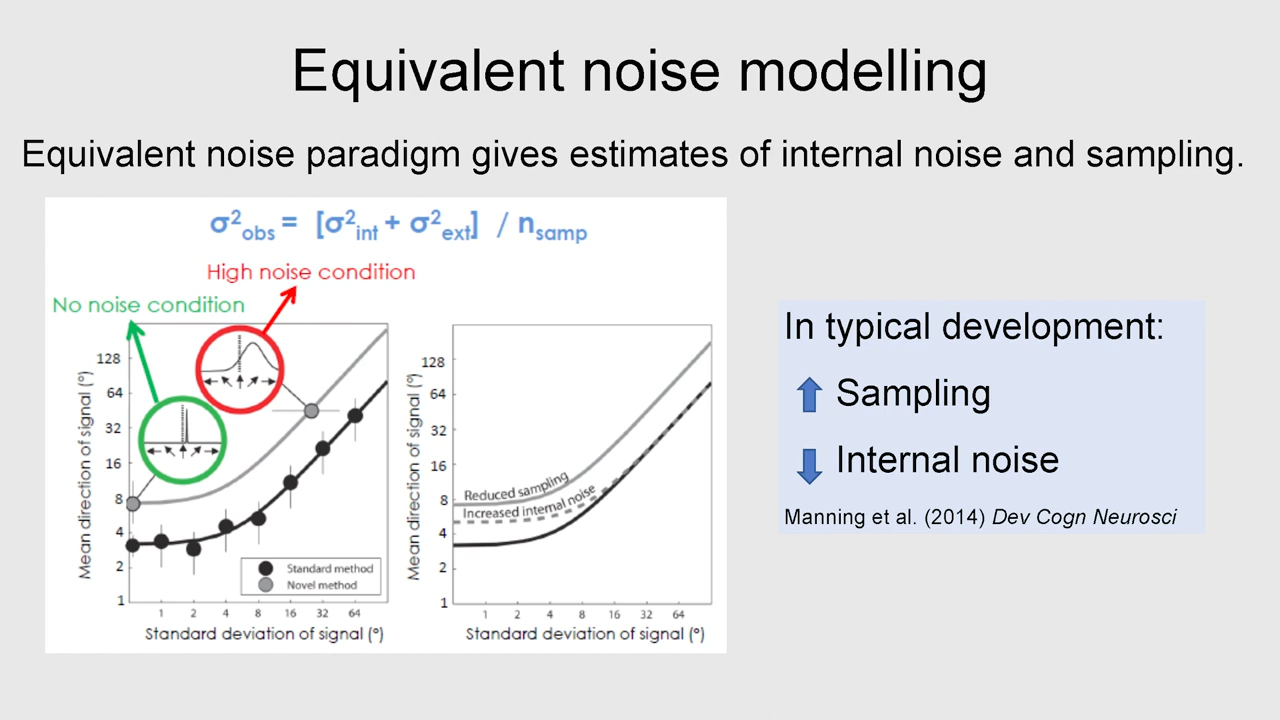 Equivalent noise modelling
Equivalent noise paradigm gives estimates of internal noise and sampling.
σ²obs = [σ²int + σ²ext] / nsamp
High noise condition
No noise condition
Mean direction of signal (°)
128
64
32
16
8
4
2
1
Standard method
Novel method
1 2 4 8 16 32 64
Standard deviation of signal (°)
Mean direction of signal (°)
128
64
32
16
8
4
2
1
Reduced sampling
Increased internal noise
1 2 4 8 16 32 64
Standard deviation of signal (°)
In typical development:
Sampling
Internal noise
Manning et al. (2014) Dev Cogn Neurosci